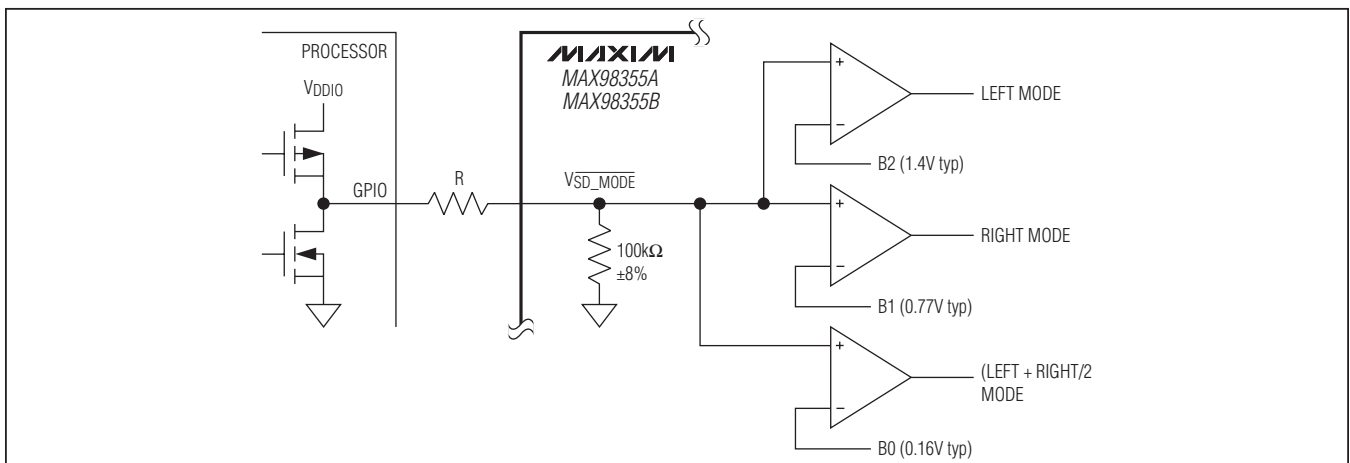 PROCESSOR
VDDIO
GPIO
R
MAXIM
MAX98355A
MAX98355B
VSD_MODE
100kΩ
±8%
+
−
LEFT MODE
B2 (1.4V typ)
+
−
RIGHT MODE
B1 (0.77V typ)
+
−
(LEFT + RIGHT/2
MODE
B0 (0.16V typ)